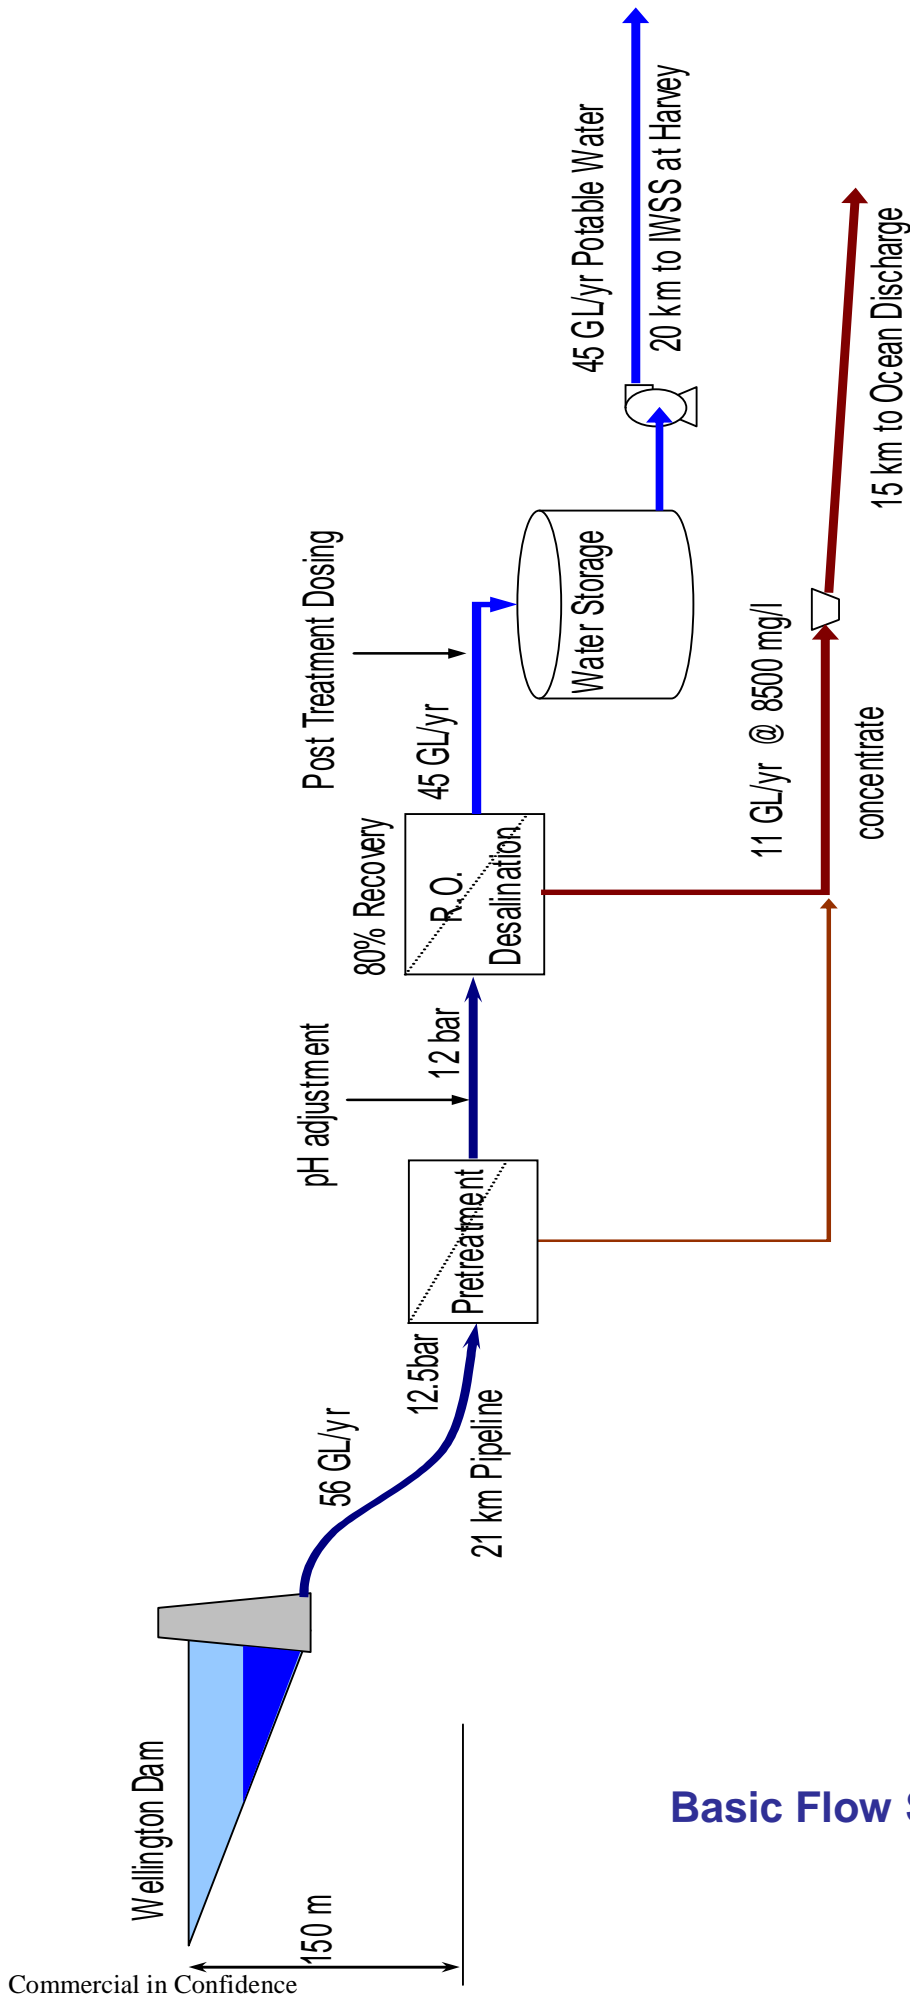 Wellington Dam
150 m
56 GL/yr
12.5bar
21 km Pipeline
Pretreatment
pH adjustment
12 bar
80% Recovery
R.O.
Desalination
45 GL/yr
Post Treatment Dosing
Water Storage
45 GL/yr Potable Water
20 km to IWSS at Harvey
11 GL/yr @ 8500 mg/l
concentrate
15 km to Ocean Discharge
Basic Flow
Commercial in Confidence